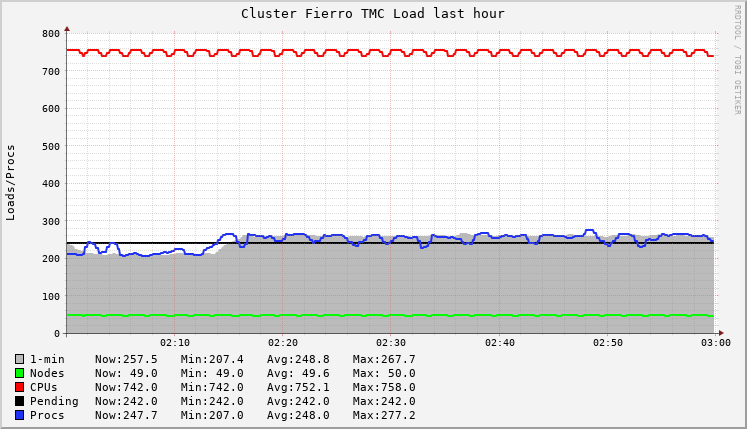 Cluster Fierro TMC Load last hour
RRDTOOL / TOBI OETIKER
Loads/Procs
800
700
600
500
400
300
200
100
0
02:10 02:20 02:30 02:40 02:50 03:00
1-min Now:257.5 Min:207.4 Avg:248.8 Max:267.7
Nodes Now: 49.0 Min: 49.0 Avg: 49.6 Max: 50.0
CPUs Now:742.0 Min:742.0 Avg:752.1 Max:758.0
Pending Now:242.0 Min:242.0 Avg:242.0 Max:242.0
Procs Now:247.7 Min:207.0 Avg:248.0 Max:277.2